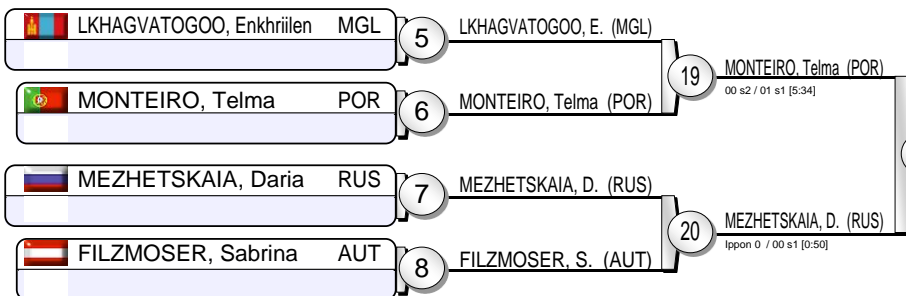 LKHAGVATOGOO, Enkhriilen MGL
5
LKHAGVATOGOO, E. (MGL)
19
MONTEIRO, Telma (POR)
00 s2 / 01 s1 [5:34]
MONTEIRO, Telma POR
6
MONTEIRO, Telma (POR)
MEZHETSKAIA, Daria RUS
7
MEZHETSKAIA, D. (RUS)
20
MEZHETSKAIA, D. (RUS)
Ippon 0 / 00 s1 [0:50]
FILZMOSER, Sabrina AUT
8
FILZMOSER, S. (AUT)